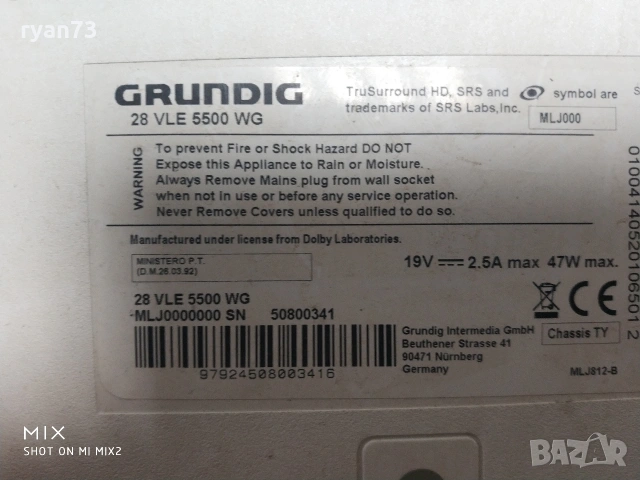 ryan73
GRUNDIG
28 VLE 5500 WG
TruSurround HD, SRS and symbol are
trademarks of SRS Labs,Inc.
S
MLJ000
WARNING
To prevent Fire or Shock Hazard DO NOT
Expose this Appliance to Rain or Moisture.
Always Remove Mains plug from wall socket
when not in use or before any service operation.
Never Remove Covers unless qualified to do so.
Manufactured under license from Dolby Laboratories.
MINISTERO P.T.
(D.M.26.03.92)
19V 2.5A max 47W max.
28 VLE 5500 WG
-MLJ0000000 SN 50800341
97924508003416
Grundig Intermedia GmbH
Beuthener Strasse 41
90471 Nürnberg
Germany
CE
Chassis TY
MLJ812-B
01004140520106501 2
MIX
SHOT ON MI MIX2
BAZAR